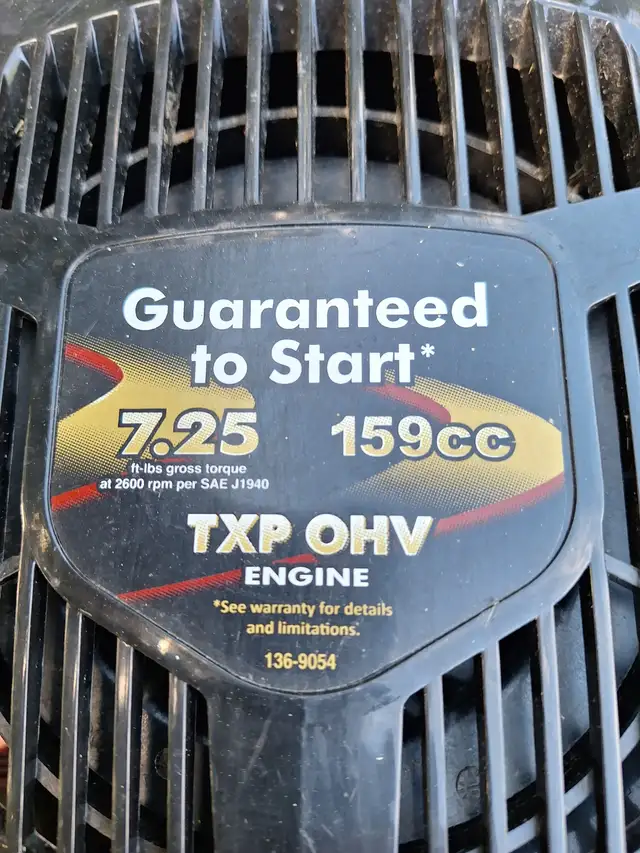 Guaranteed
to Start*
7.25 159cc
ft-lbs gross torque
at 2600 rpm per SAE J1940
TXP OHV
ENGINE
*See warranty for details
and limitations.
136-9054